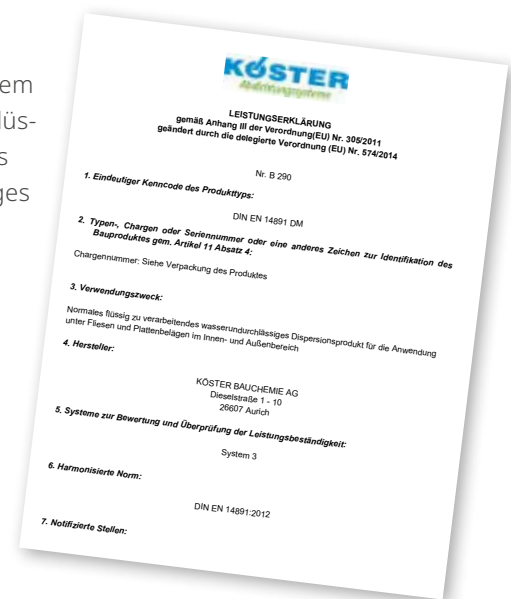 em
lüs-
s
ges
KÖSTER
Abdichtungssysteme
LEISTUNGSERKLÄRUNG
gemäß Anhang III der Verordnung(EU) Nr. 305/2011
geändert durch die delegierte Verordnung (EU) Nr. 574/2014
Nr. B 290
1. Eindeutiger Kenncode des Produkttyps:
DIN EN 14891 DM
2. Typen-, Chargen oder Seriennummer oder eine anderes Zeichen zur Identifikation des
Bauproduktes gem. Artikel 11 Absatz 4:
Chargennummer: Siehe Verpackung des Produktes
3. Verwendungszweck:
Normales flüssig zu verarbeitendes wasserundurchlässiges Dispersionsprodukt für die Anwendung
unter Fliesen und Plattenbelägen im Innen- und Außenbereich
4. Hersteller:
KÖSTER BAUCHEMIE AG
Dieselstraße 1 - 10
26607 Aurich
5. Systeme zur Bewertung und Überprüfung der Leistungsbeständigkeit:
System 3
6. Harmonisierte Norm:
DIN EN 14891:2012
7. Notifizierte Stellen: